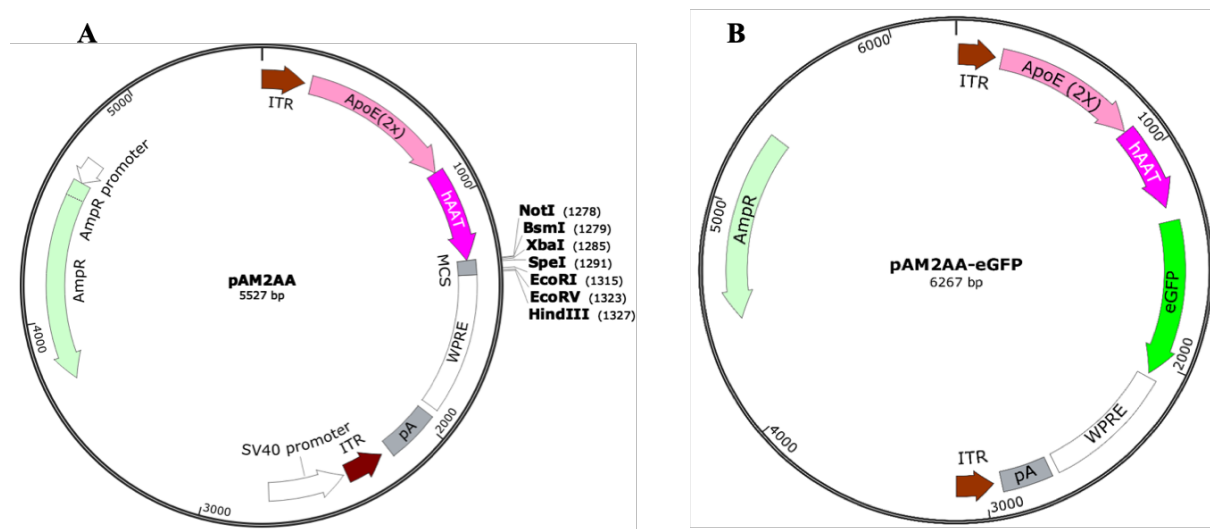 A
ITR
ApoE(2x)
1000
hAAT
NotI (1278)
BsmI (1279)
XbaI (1285)
SpeI (1291)
EcoRI (1315)
EcoRV (1323)
HindIII (1327)
MCS
WPRE
2000
pA
ITR
SV40 promoter
3000
4000
AmpR
AmpR promoter
5000
pAM2AA
5527 bp
B
ITR
ApoE (2X)
1000
hAAT
eGFP
2000
WPRE
pA
3000
ITR
4000
5000
AmpR
6000
pAM2AA-eGFP
6267 bp